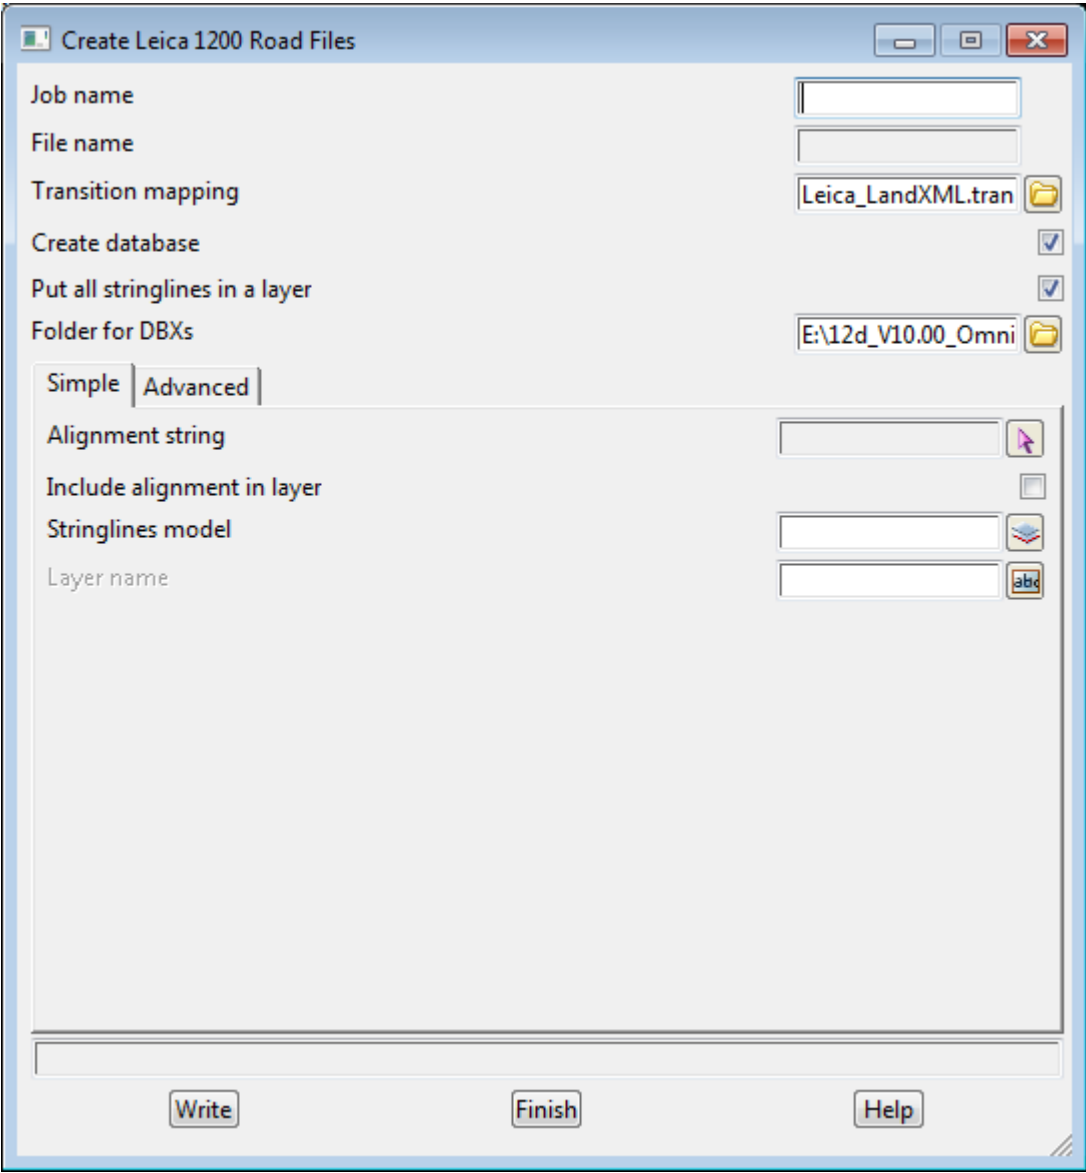 Create Leica 1200 Road Files
Job name
File name
Transition mapping Leica_LandXML.tran
Create database
Put all stringlines in a layer
Folder for DBXs E:\12d_V10.00_Omni
Simple Advanced
Alignment string
Include alignment in layer
Stringlines model
Layer name abc
Write Finish Help